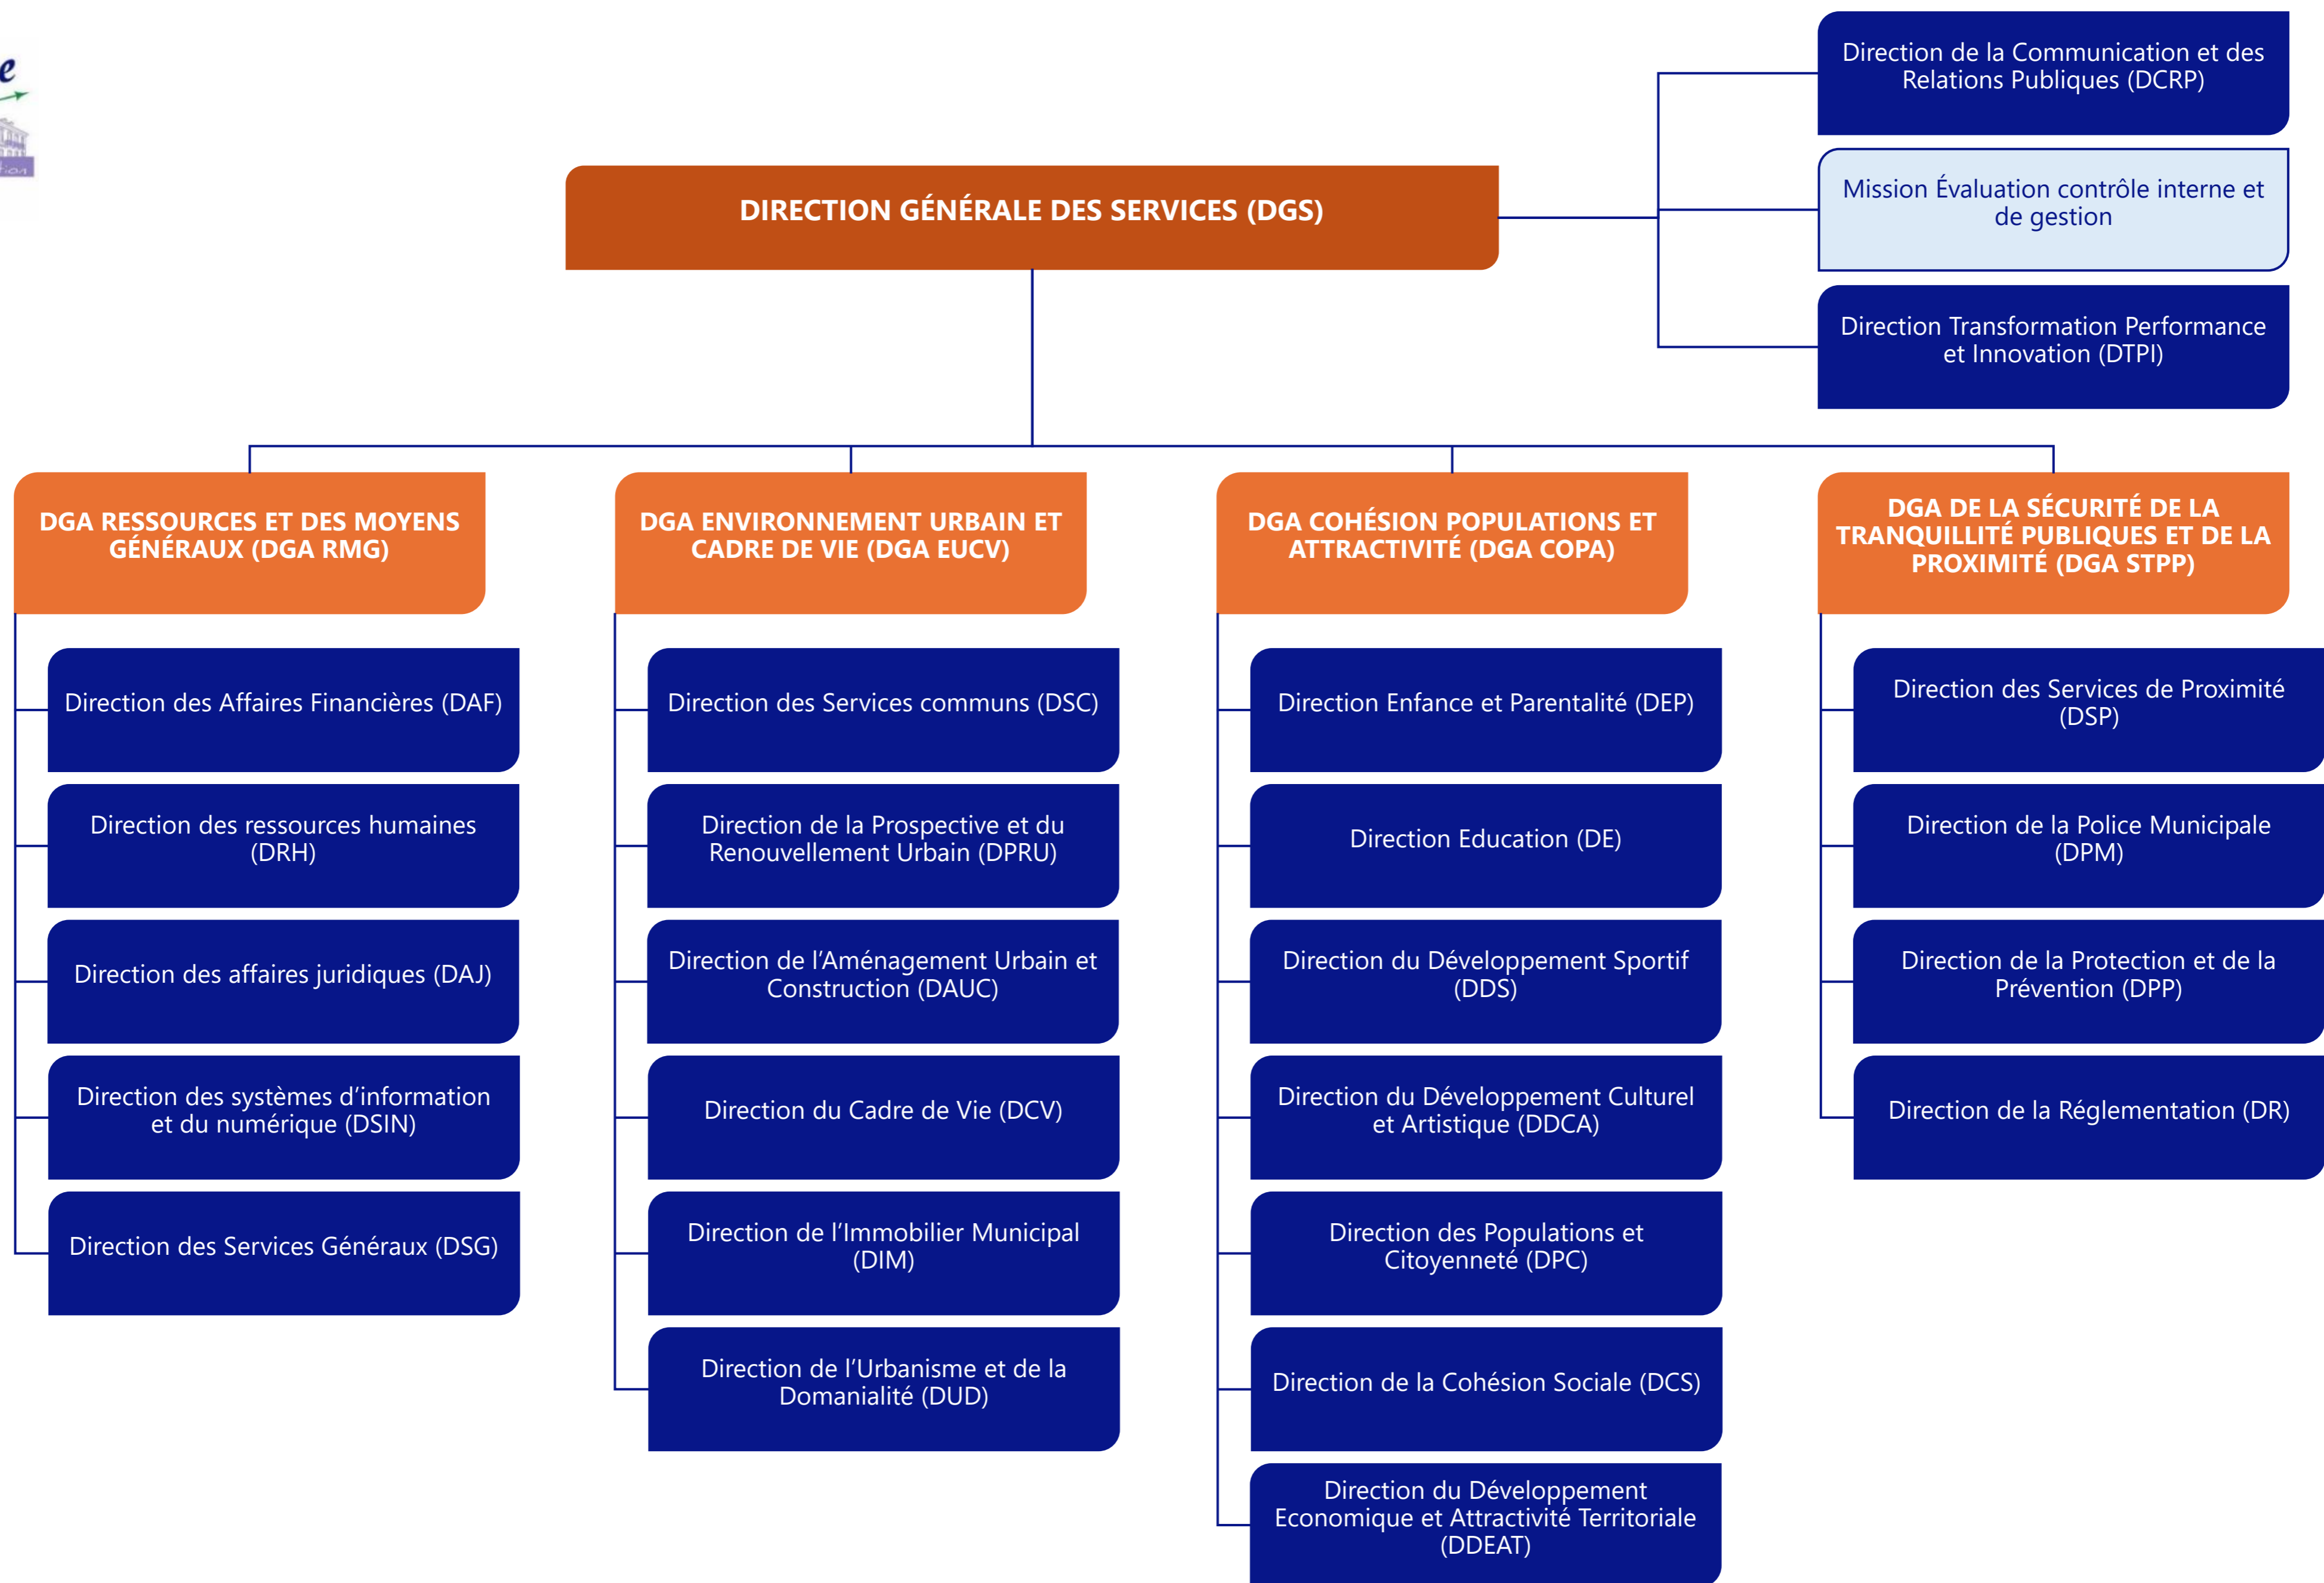 Direction de la Communication et des
Relations Publiques (DCRP)
Mission Évaluation contrôle interne et
de gestion
Direction Transformation Performance
et Innovation (DTPI)
DIRECTION GÉNÉRALE DES SERVICES (DGS)
DGA RESSOURCES ET DES MOYENS
GÉNÉRAUX (DGA RMG)
Direction des Affaires Financières (DAF)
Direction des ressources humaines
(DRH)
Direction des affaires juridiques (DAJ)
Direction des systèmes d’information
et du numérique (DSIN)
Direction des Services Généraux (DSG)
DGA ENVIRONNEMENT URBAIN ET
CADRE DE VIE (DGA EUCV)
Direction des Services communs (DSC)
Direction de la Prospective et du
Renouvellement Urbain (DPRU)
Direction de l’Aménagement Urbain et
Construction (DAUC)
Direction du Cadre de Vie (DCV)
Direction de l’Immobilier Municipal
(DIM)
Direction de l’Urbanisme et de la
Domanialité (DUD)
DGA COHÉSION POPULATIONS ET
ATTRACTIVITÉ (DGA COPA)
Direction Enfance et Parentalité (DEP)
Direction Education (DE)
Direction du Développement Sportif
(DDS)
Direction du Développement Culturel
et Artistique (DDCA)
Direction des Populations et
Citoyenneté (DPC)
Direction de la Cohésion Sociale (DCS)
Direction du Développement
Economique et Attractivité Territoriale
(DDEAT)
DGA DE LA SÉCURITÉ DE LA
TRANQUILLITÉ PUBLIQUES ET DE LA
PROXIMITÉ (DGA STPP)
Direction des Services de Proximité
(DSP)
Direction de la Police Municipale
(DPM)
Direction de la Protection et de la
Prévention (DPP)
Direction de la Réglementation (DR)